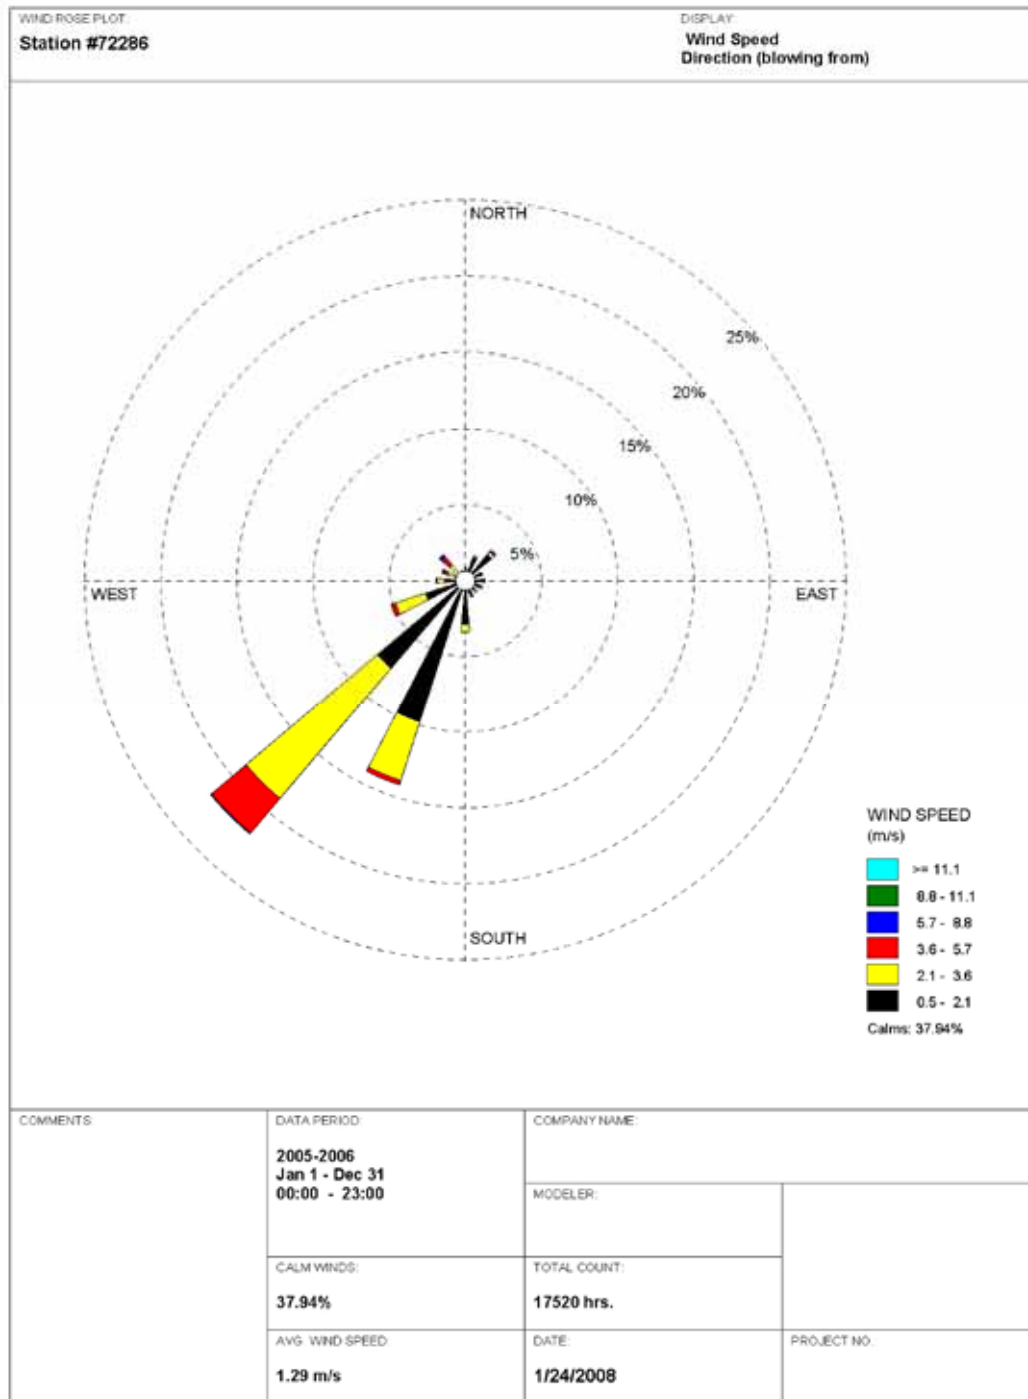 WIND ROSE PLOT:
Station #72286
DISPLAY:
Wind Speed
Direction (blowing from)
NORTH
25%
20%
15%
10%
5%
WEST
EAST
SOUTH
WIND SPEED
(m/s)
>= 11.1
8.8 - 11.1
5.7 - 8.8
3.6 - 5.7
2.1 - 3.6
0.5 - 2.1
Calms: 37.94%
COMMENTS:
DATA PERIOD:
2005-2006
Jan 1 - Dec 31
00:00 - 23:00
COMPANY NAME:
MODELER:
CALM WINDS:
37.94%
TOTAL COUNT:
17520 hrs.
AVG. WIND SPEED:
1.29 m/s
DATE:
1/24/2008
PROJECT NO.